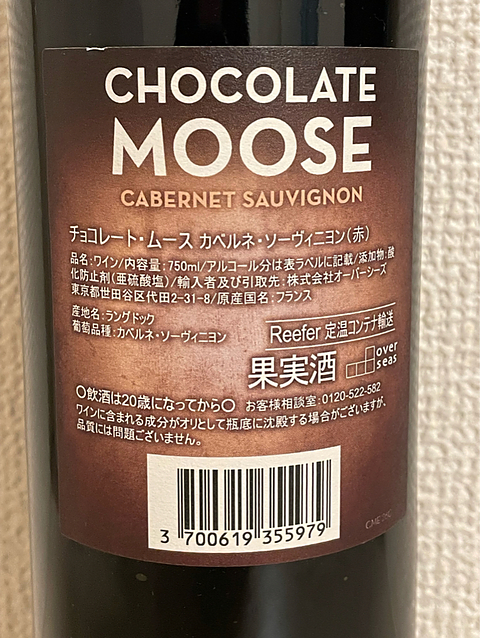 CHOCOLATE
MOOSE
CABERNET SAUVIGNON
チョコレート・ムース カベルネ・ソーヴィニヨン(赤)
品名:ワイン/内容量:750ml/アルコール分は表ラベルに記載/添加物:酸
化防止剤(亜硫酸塩)/輸入者及び引取先:株式会社オーバーシーズ
東京都世田谷区代田2-31-8/原産国名:フランス
産地名:ラングドック
葡萄品種:カベルネ・ソーヴィニヨン
Reefer 定温コンテナ輸送
果実酒
over
seas
〇飲酒は20歳になってから〇 お客様相談室:0120-522-582
ワインに含まれる成分がオリとして瓶底に沈殿する場合がございますが、
品質には問題ございません。
3 700619 355979